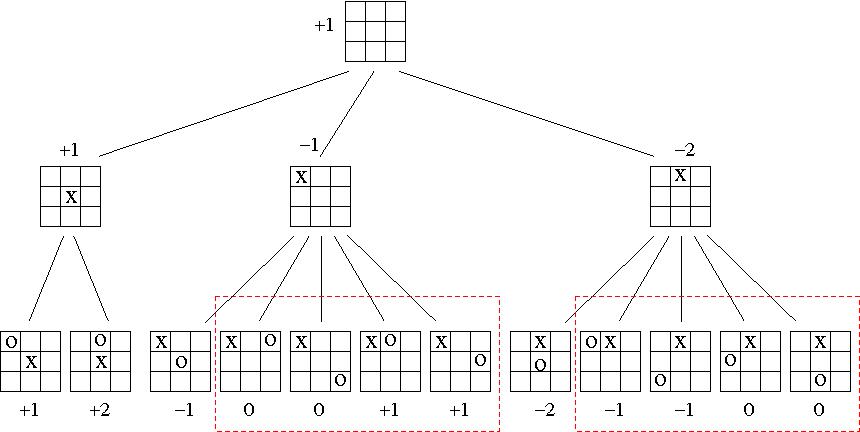 +1
+1 −1 −2
X X X
O X O X X O X O X O X O X O X O O X X O X O X O X O
+1 +2 −1 0 0 +1 +1 −2 −1 −1 0 0